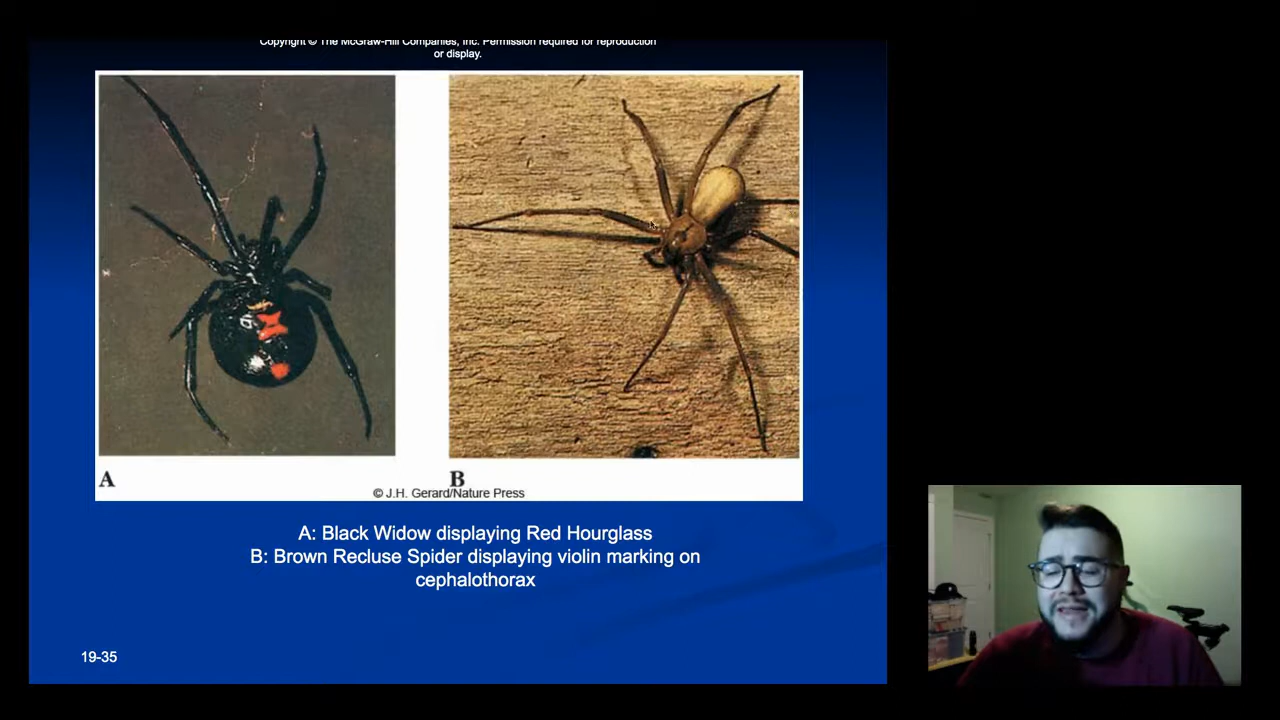 Copyright © The McGraw-Hill Companies, Inc. Permission required for reproduction
or display.
A
B
© J.H. Gerard/Nature Press
A: Black Widow displaying Red Hourglass
B: Brown Recluse Spider displaying violin marking on
cephalothorax
19-35